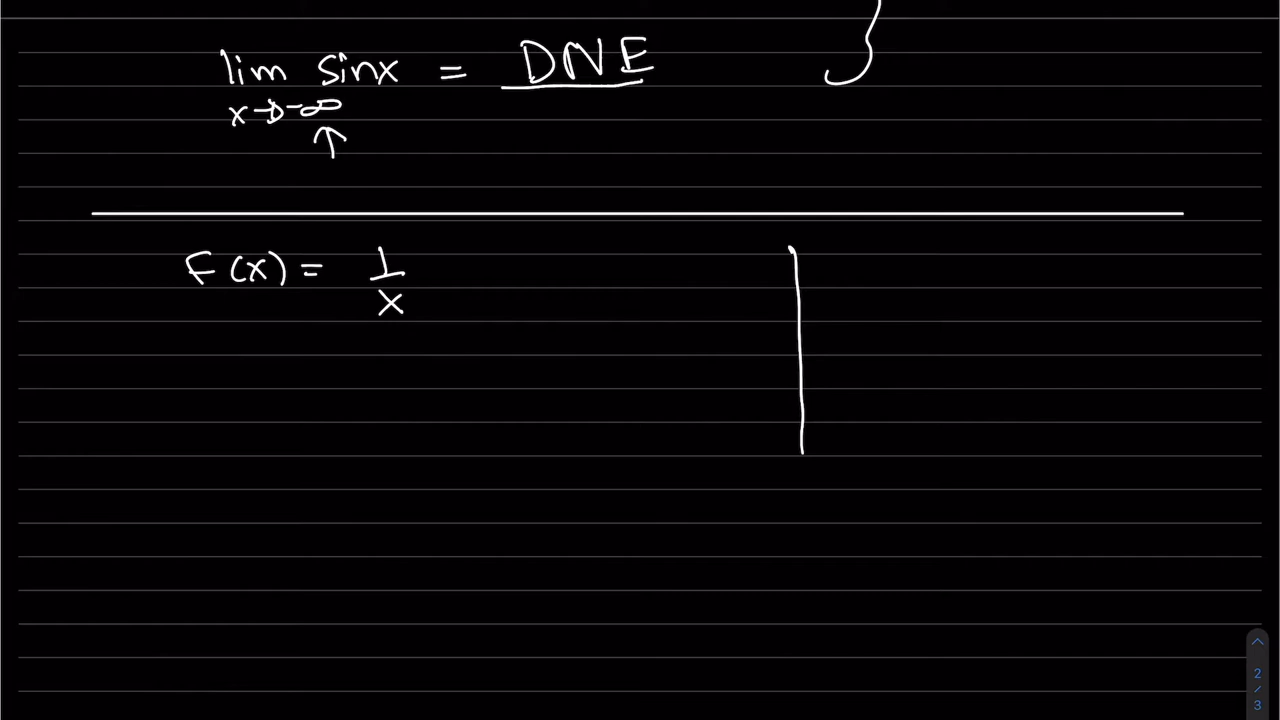 lim sinx = DNE
x→-∞
↑
F(x) = 1/x
2/3